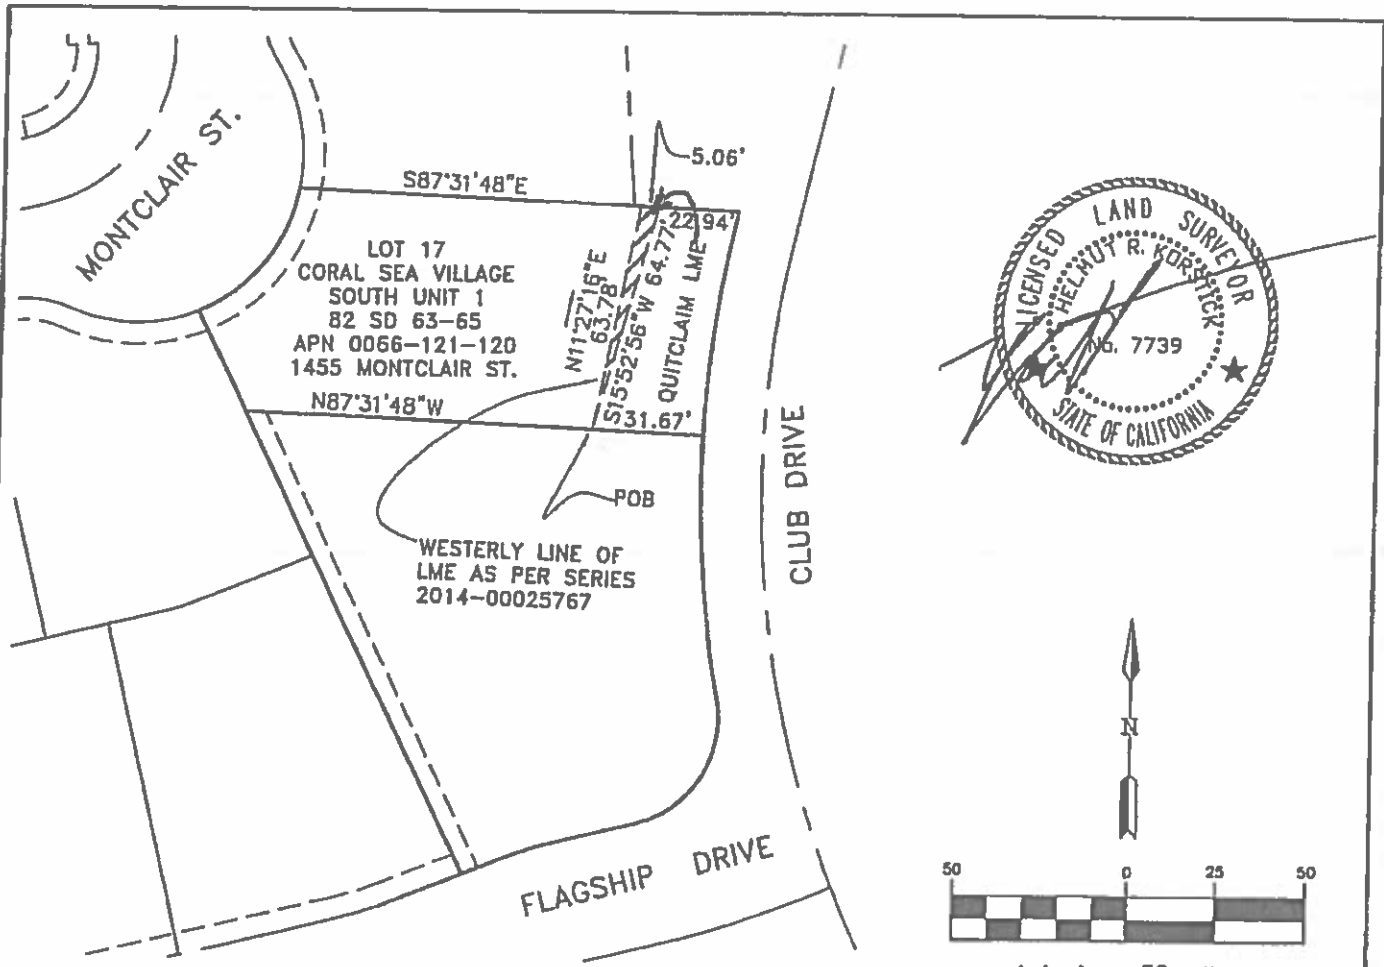 MONTCLAIR ST.
5.06'
S87°31'48"E
22.94'
LOT 17
CORAL SEA VILLAGE
SOUTH UNIT 1
82 SD 63-65
APN 0066-121-120
1455 MONTCLAIR ST.
N11°27'16"E
63.78'
S15°52'56"W 64.77'
QUITCLAIM LME
N87°31'48"W
31.67'
POB
WESTERLY LINE OF
LME AS PER SERIES
2014-00025767
CLUB DRIVE
FLAGSHIP DRIVE
LICENSED LAND SURVEYOR
HELMUT R. KORSTICK
No. 7739
STATE OF CALIFORNIA
N
50 0 25 50